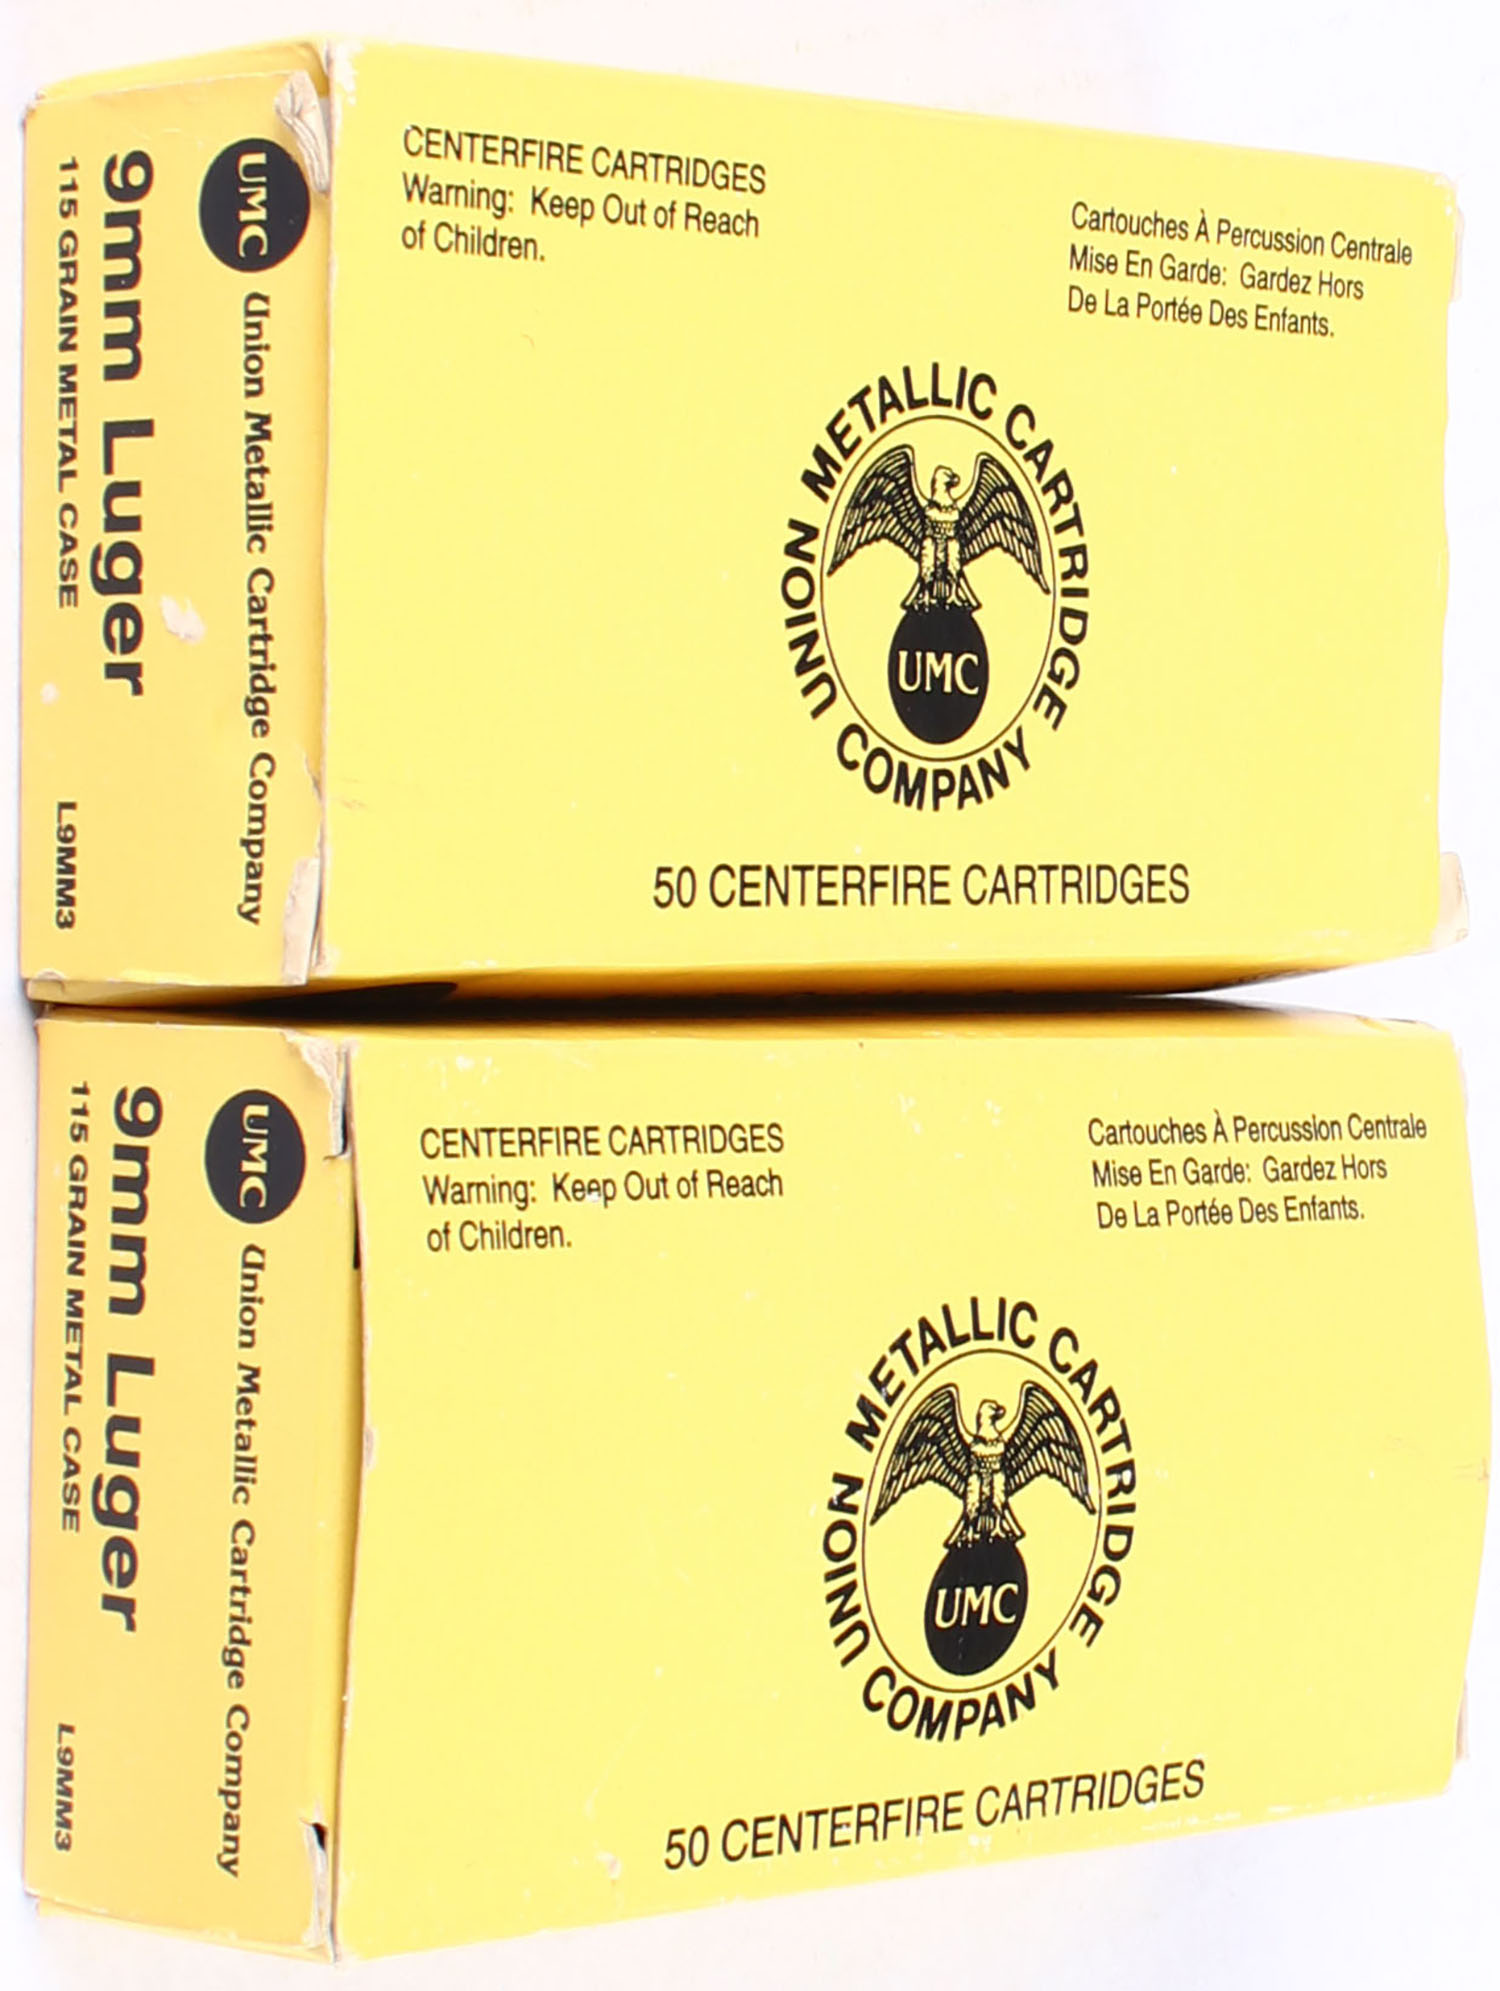 UMC Union Metallic Cartridge Company
9mm Luger
115 GRAIN METAL CASE L9MM3
CENTERFIRE CARTRIDGES
Warning: Keep Out of Reach
of Children.
Cartouches À Percussion Centrale
Mise En Garde: Gardez Hors
De La Portée Des Enfants.
UNION METALLIC CARTRIDGE COMPANY
UMC
50 CENTERFIRE CARTRIDGES
UMC Union Metallic Cartridge Company
9mm Luger
115 GRAIN METAL CASE L9MM3
CENTERFIRE CARTRIDGES
Warning: Keep Out of Reach
of Children.
Cartouches À Percussion Centrale
Mise En Garde: Gardez Hors
De La Portée Des Enfants.
UNION METALLIC CARTRIDGE COMPANY
UMC
50 CENTERFIRE CARTRIDGES